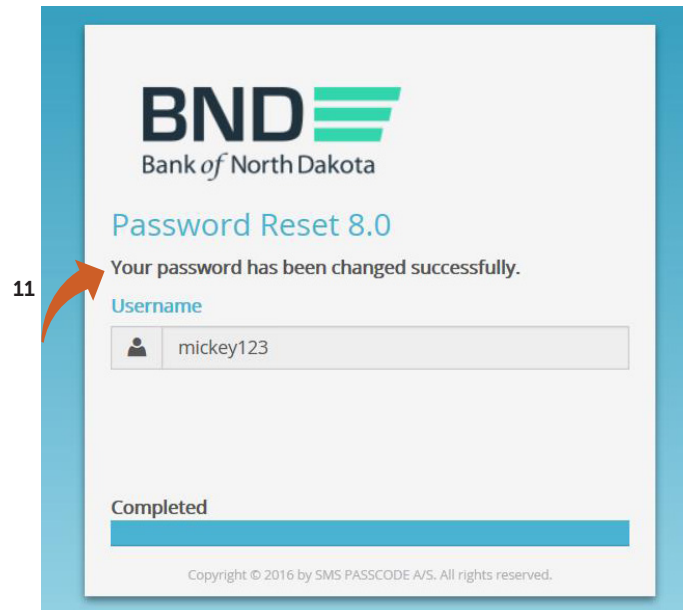 BND
Bank of North Dakota
Password Reset 8.0
Your password has been changed successfully.
11
Username
mickey123
Completed
Copyright © 2016 by SMS PASSCODE A/S. All rights reserved.